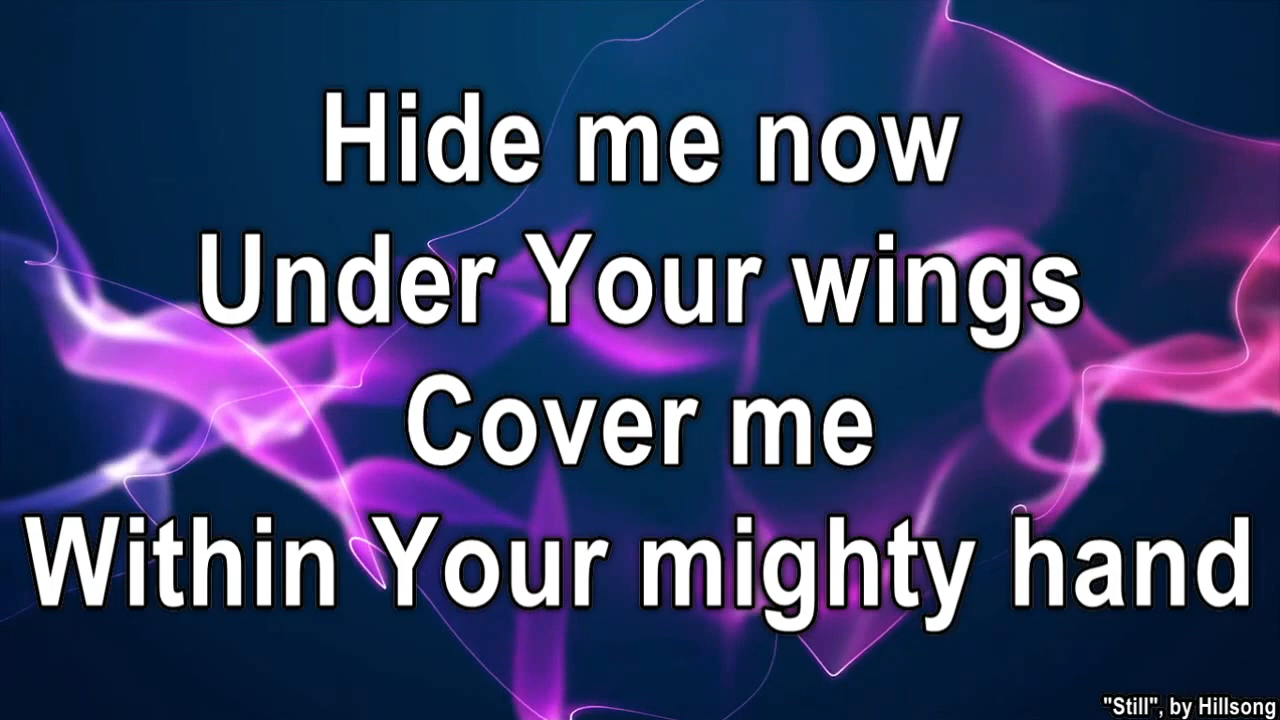 Hide me now
Under Your wings
Cover me
Within Your mighty hand
"Still", by Hillsong